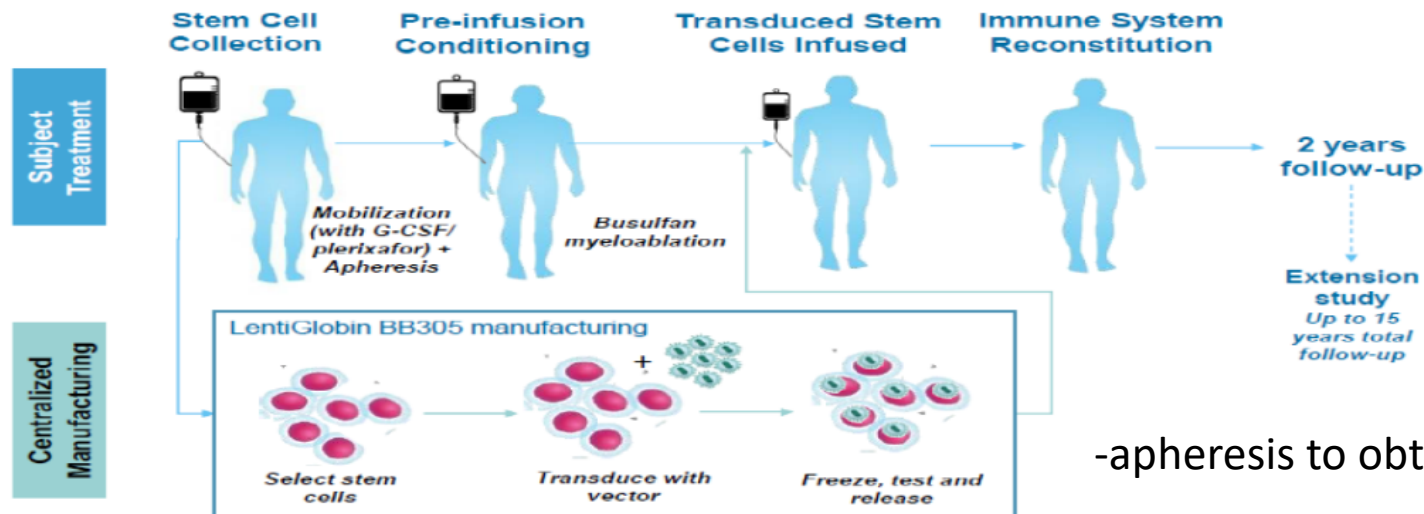 Stem Cell
Collection
Pre-infusion
Conditioning
Transduced Stem
Cells Infused
Immune System
Reconstitution
Subject
Treatment
Mobilization
(with G-CSF/
plerixafor) +
Apheresis
Busulfan
myeloablation
2 years
follow-up
Extension
study
Up to 15
years total
follow-up
Centralized
Manufacturing
LentiGlobin BB305 manufacturing
+
Select stem
cells
Transduce with
vector
Freeze, test and
release
-apheresis to obt